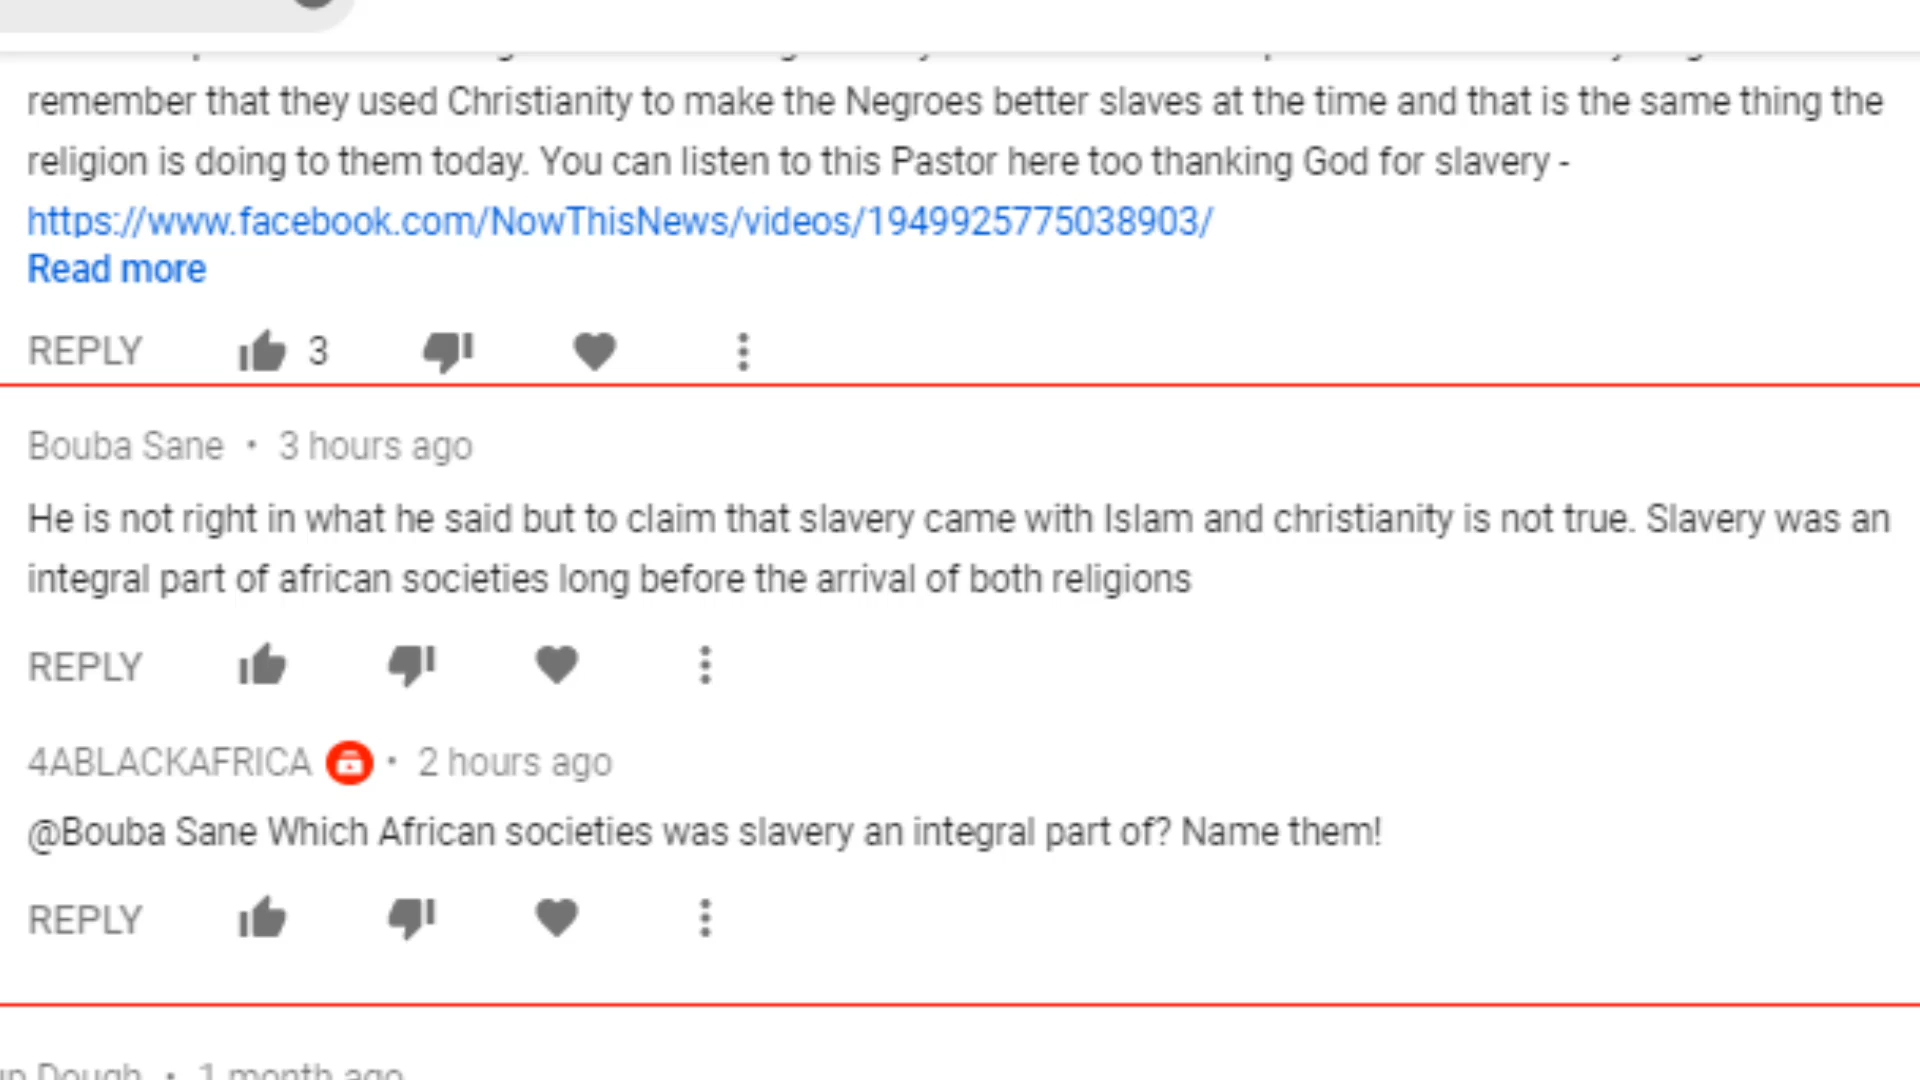 remember that they used Christianity to make the Negroes better slaves at the time and that is the same thing the
religion is doing to them today. You can listen to this Pastor here too thanking God for slavery -
https://www.facebook.com/NowThisNews/videos/1949925775038903/
Read more
REPLY 3
Bouba Sane • 3 hours ago
He is not right in what he said but to claim that slavery came with Islam and christianity is not true. Slavery was an
integral part of african societies long before the arrival of both religions
REPLY
4ABLACKAFRICA • 2 hours ago
@Bouba Sane Which African societies was slavery an integral part of? Name them!
REPLY
Dough • 1 month ago